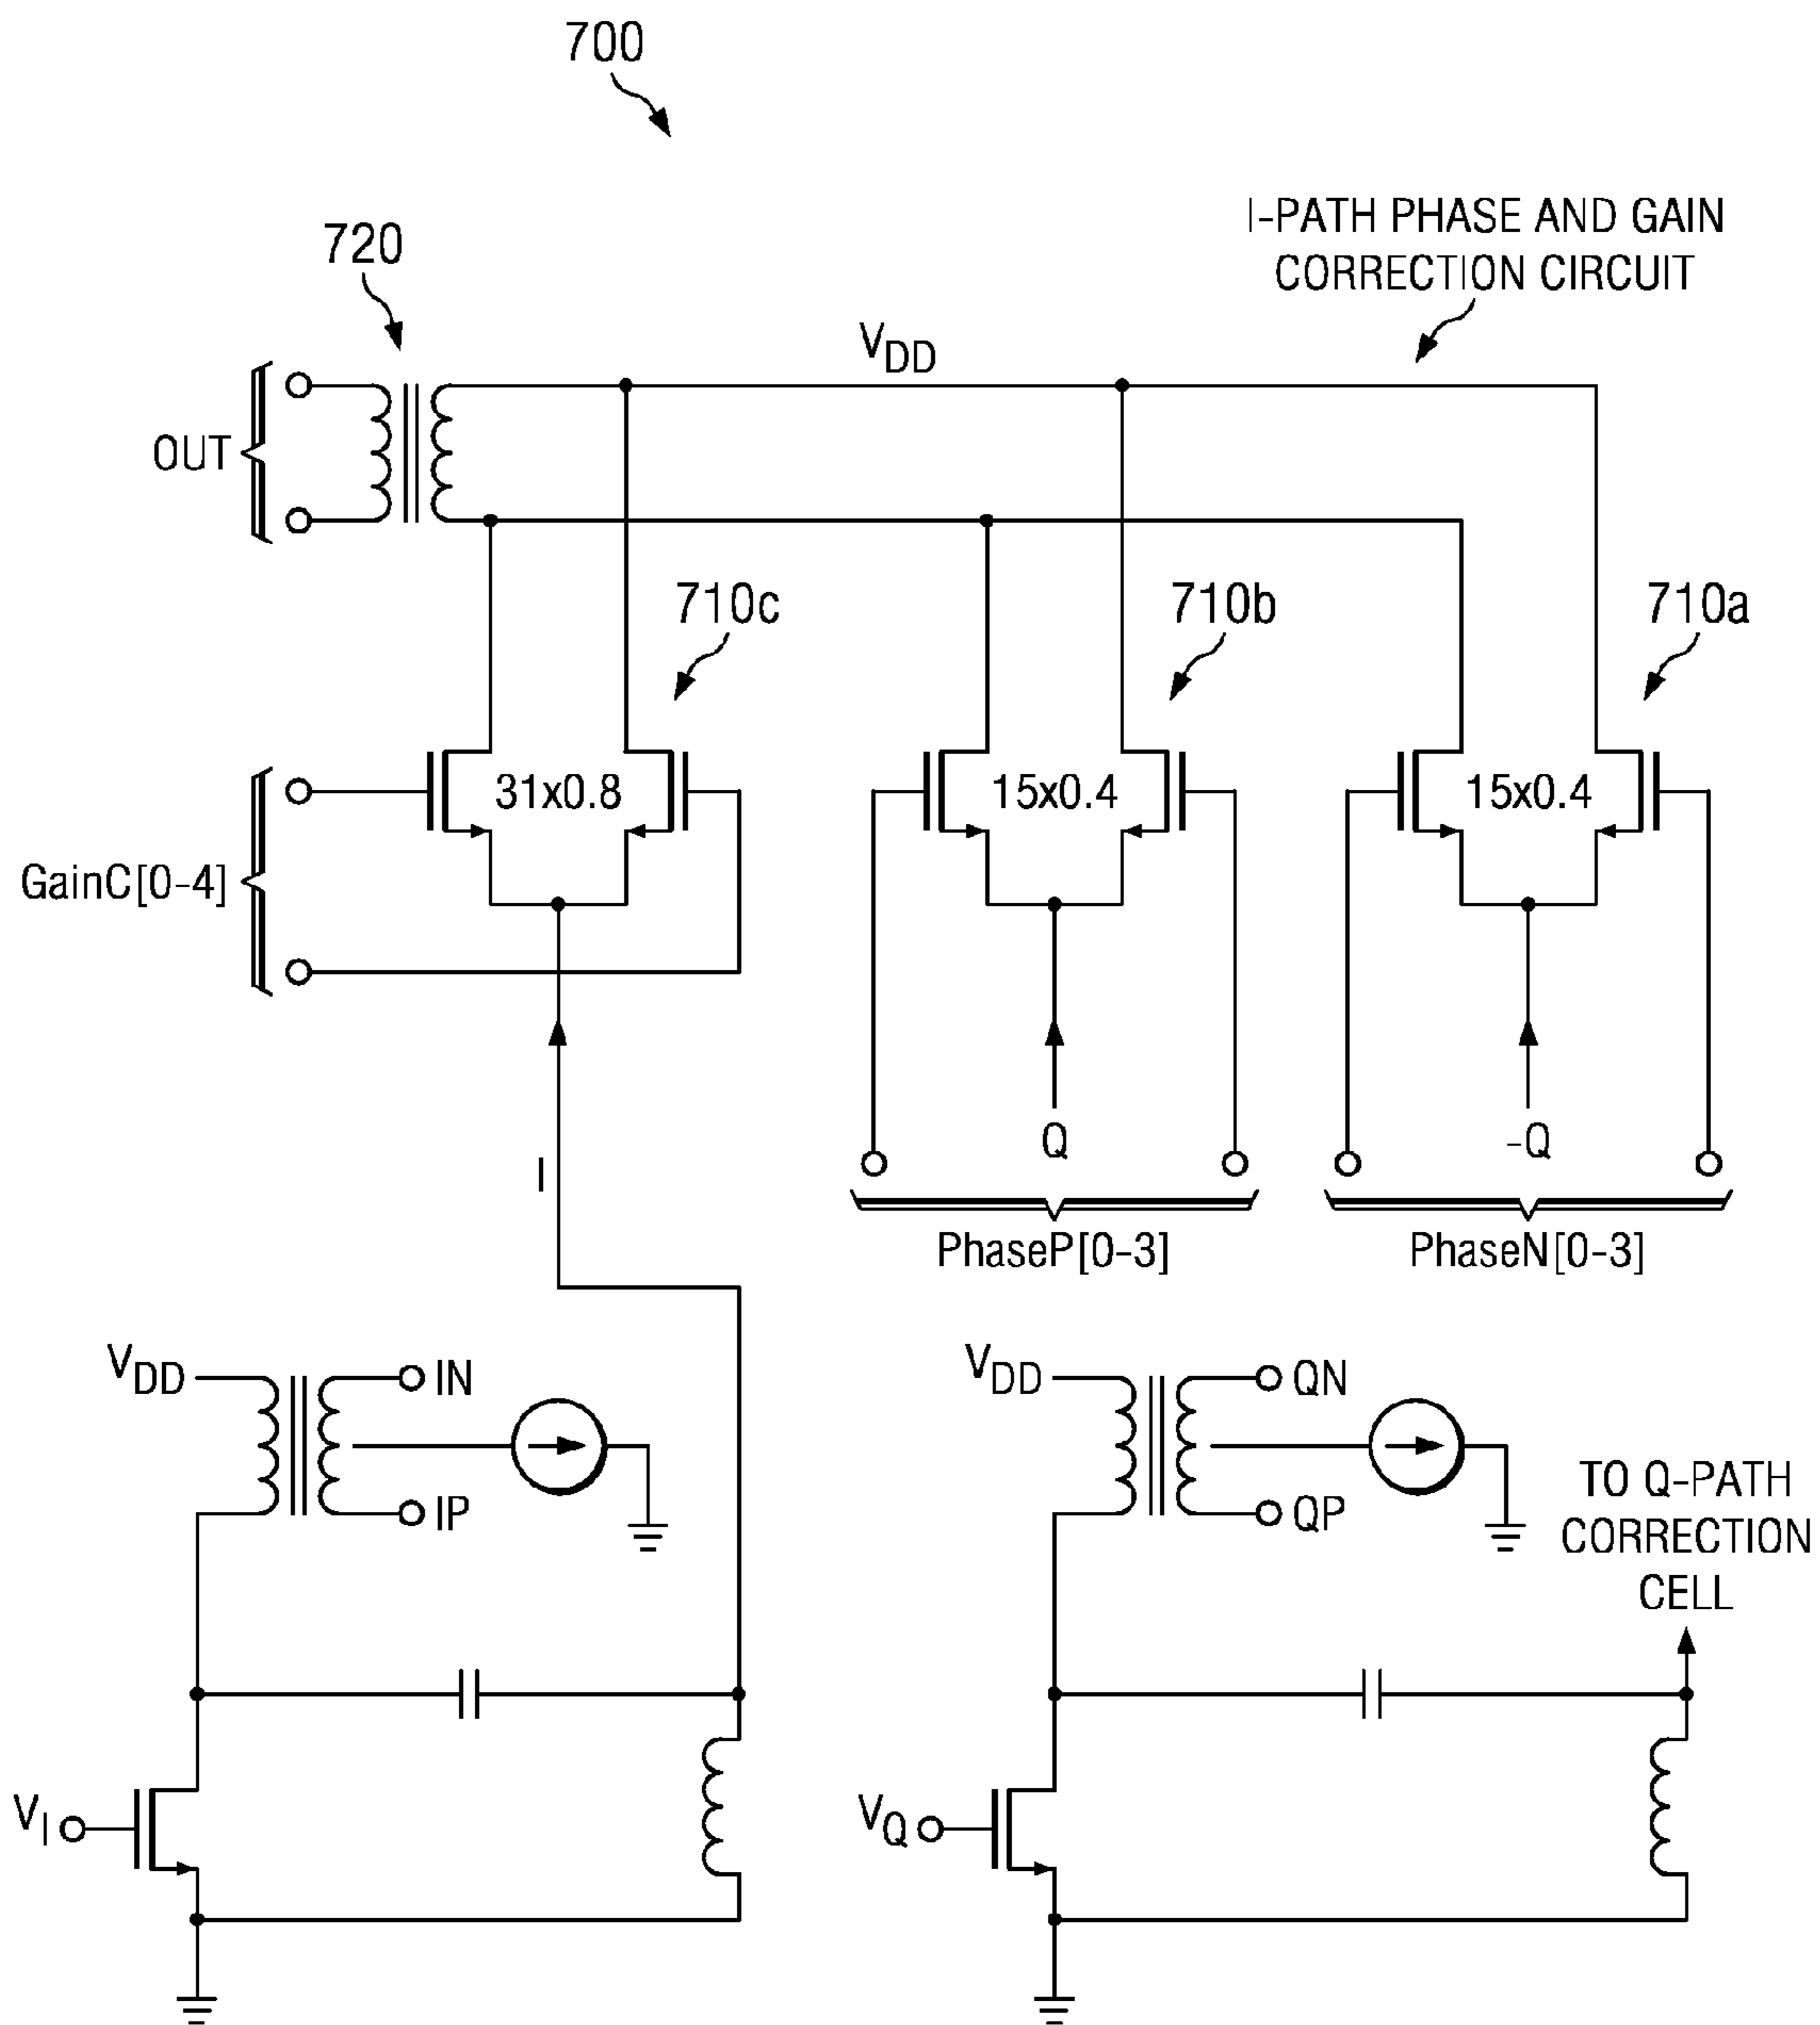 700
I-PATH PHASE AND GAIN
CORRECTION CIRCUIT
720
VDD
OUT
710c
710b
710a
31x0.8
15x0.4
15x0.4
GainC[0-4]
I
Q
-Q
PhaseP[0-3]
PhaseN[0-3]
VDD
IN
IP
VDD
QN
QP
TO Q-PATH
CORRECTION
CELL
VI
VQ